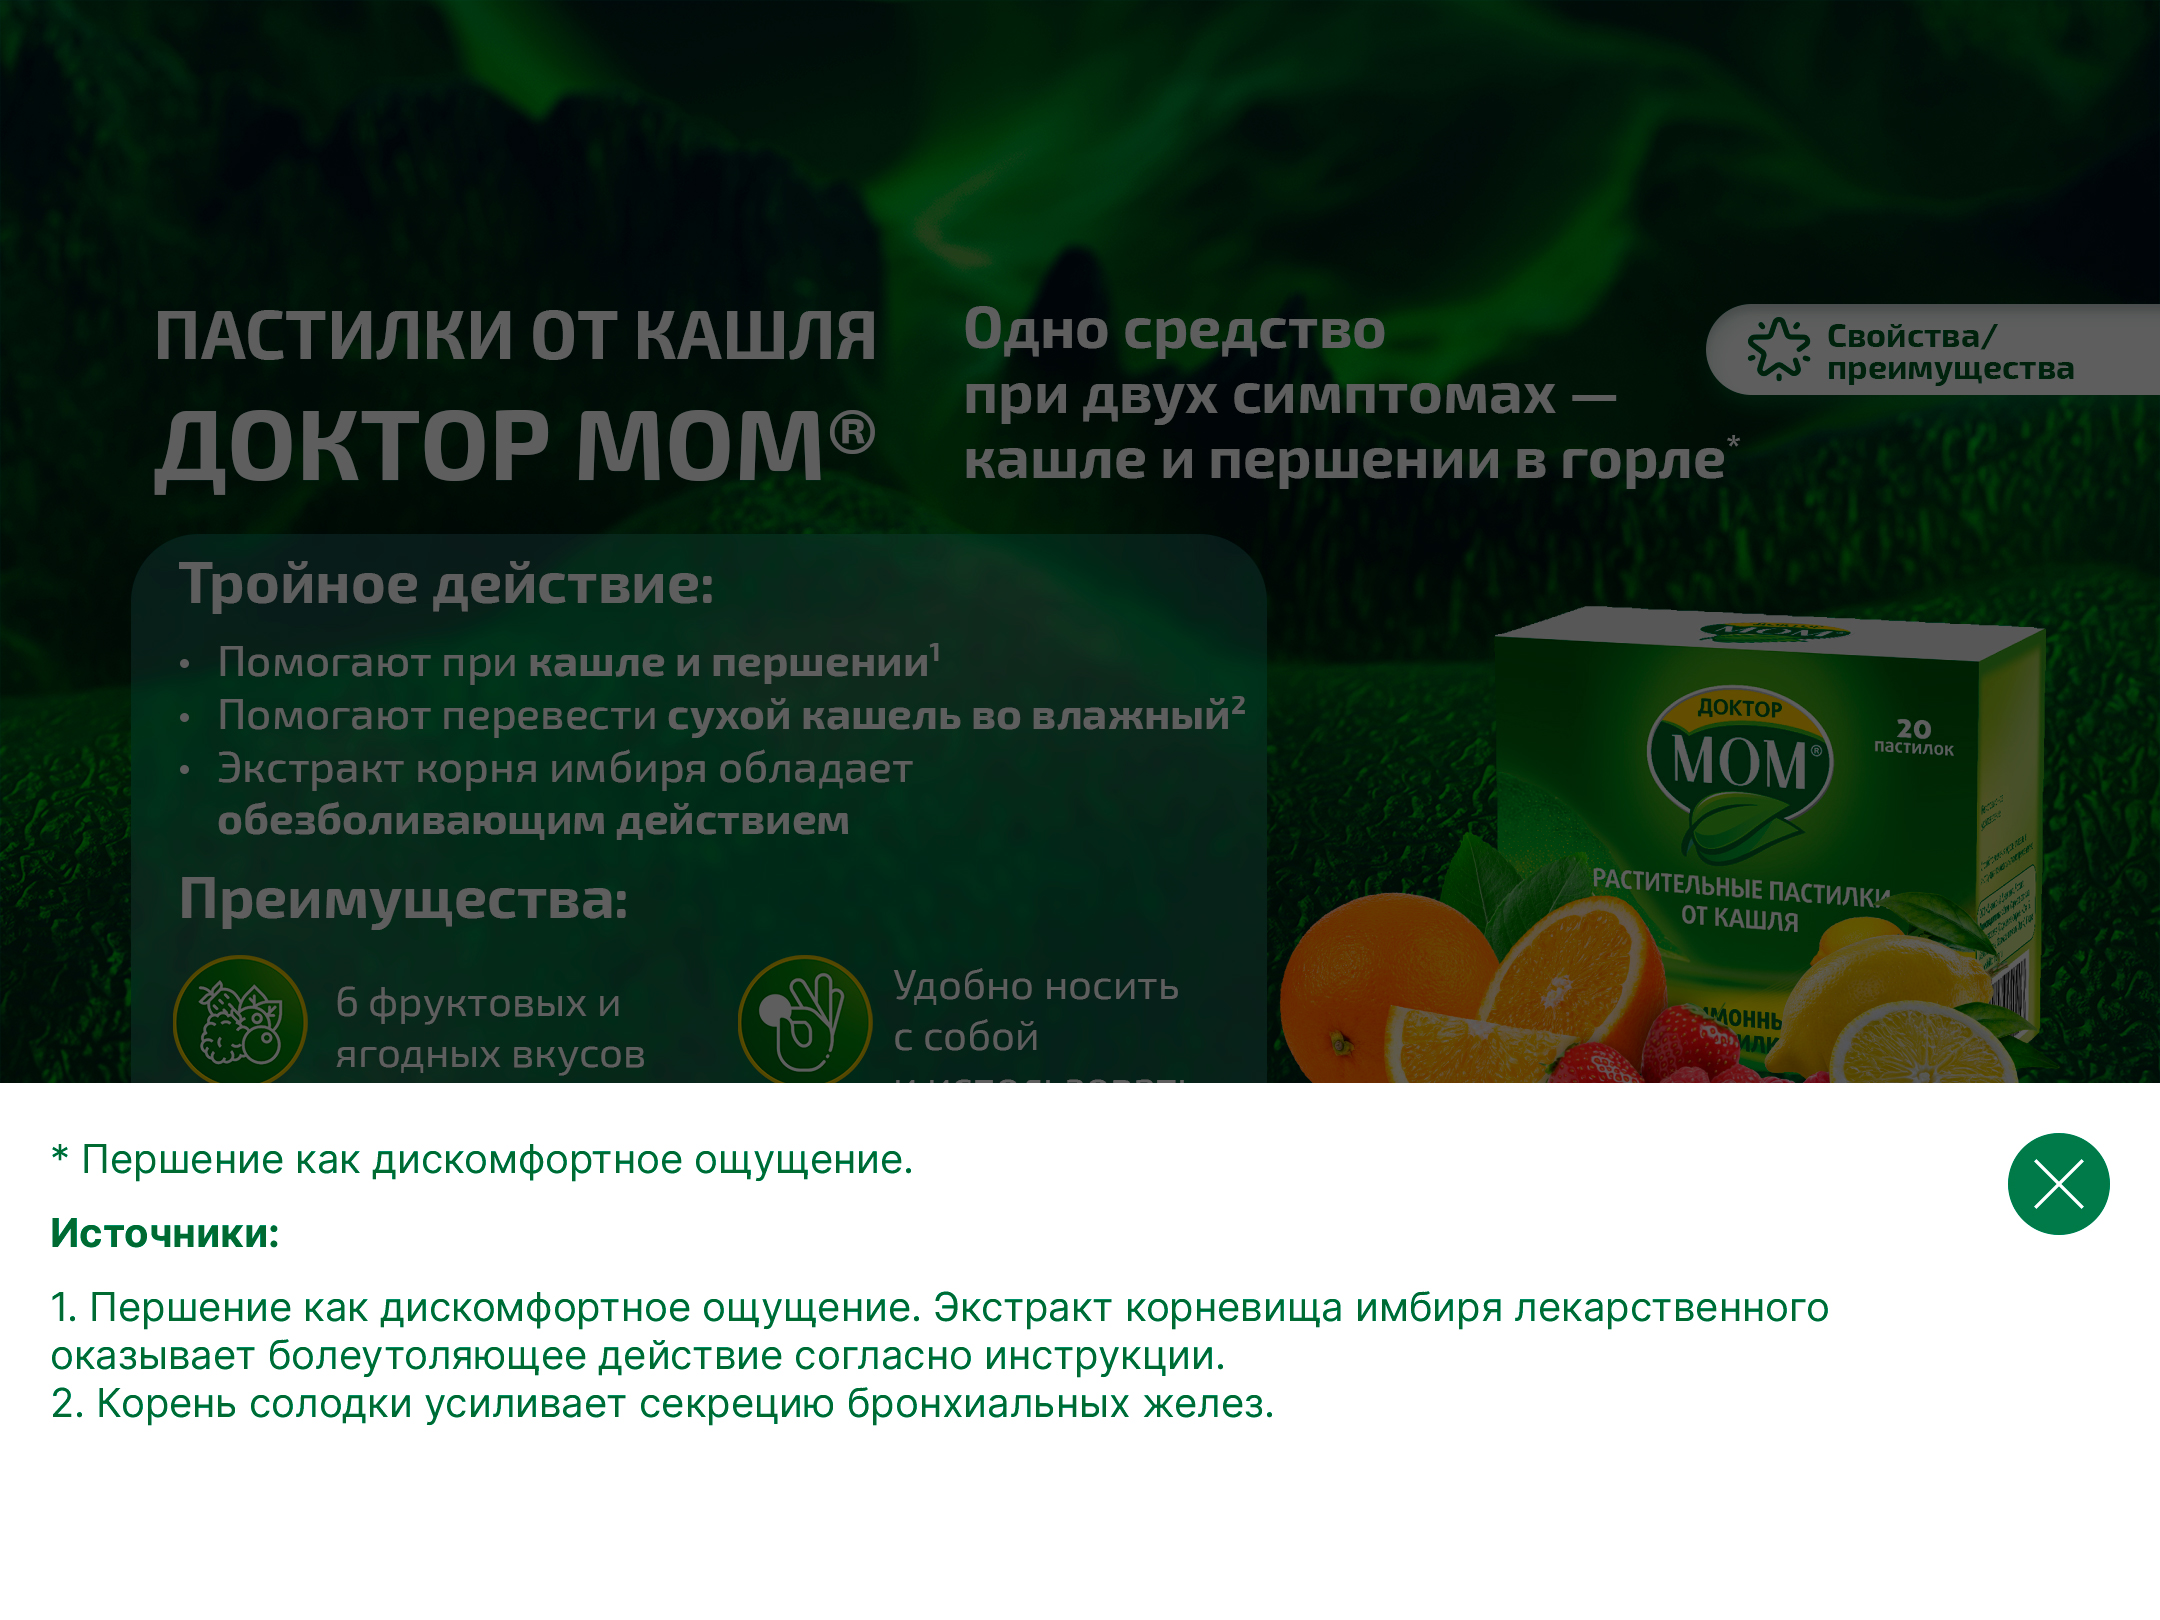 ПАСТИЛКИ ОТ КАШЛЯ
ДОКТОР МОМ®
Одно средство
при двух симптомах —
кашле и першении в горле*
Свойства/
преимущества
Тройное действие:
• Помогают при кашле и першении¹
• Помогают перевести сухой кашель во влажный²
• Экстракт корня имбиря обладает
обезболивающим действием
Преимущества:
6 фруктовых и
ягодных вкусов
Удобно носить
с собой
и использовать
ДОКТОР
МОМ
ДОКТОР
МОМ®
20
пастилок
РАСТИТЕЛЬНЫЕ ПАСТИЛКИ
ОТ КАШЛЯ
* Першение как дискомфортное ощущение.
Источники:
1. Першение как дискомфортное ощущение. Экстракт корневища имбиря лекарственного
оказывает болеутоляющее действие согласно инструкции.
2. Корень солодки усиливает секрецию бронхиальных желез.